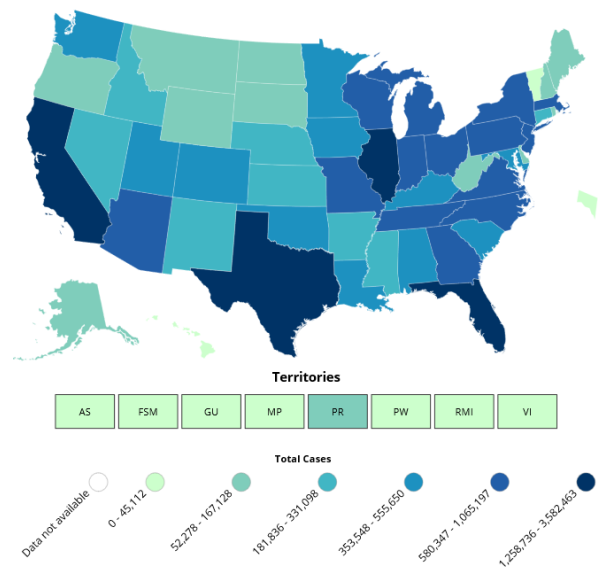 Territories
AS FSM GU MP PR PW RMI VI
Total Cases
Data not available
0 - 45,112
52,278 - 167,128
181,836 - 331,098
353,548 - 555,650
580,347 - 1,065,197
1,258,736 - 3,582,463